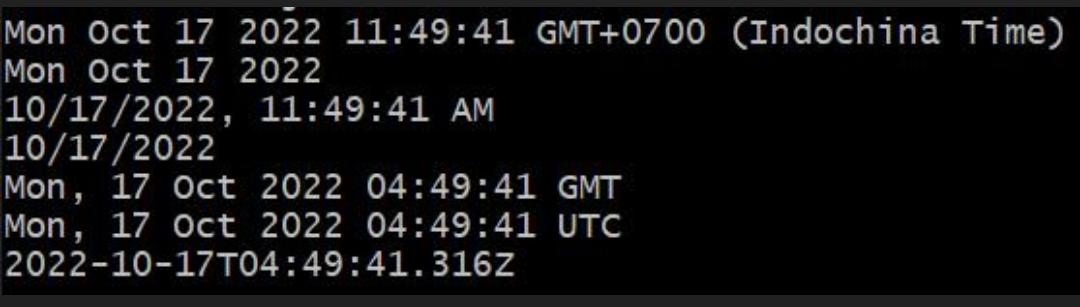 Mon Oct 17 2022 11:49:41 GMT+0700 (Indochina Time)
Mon Oct 17 2022
10/17/2022, 11:49:41 AM
10/17/2022
Mon, 17 Oct 2022 04:49:41 GMT
Mon, 17 Oct 2022 04:49:41 UTC
2022-10-17T04:49:41.316Z